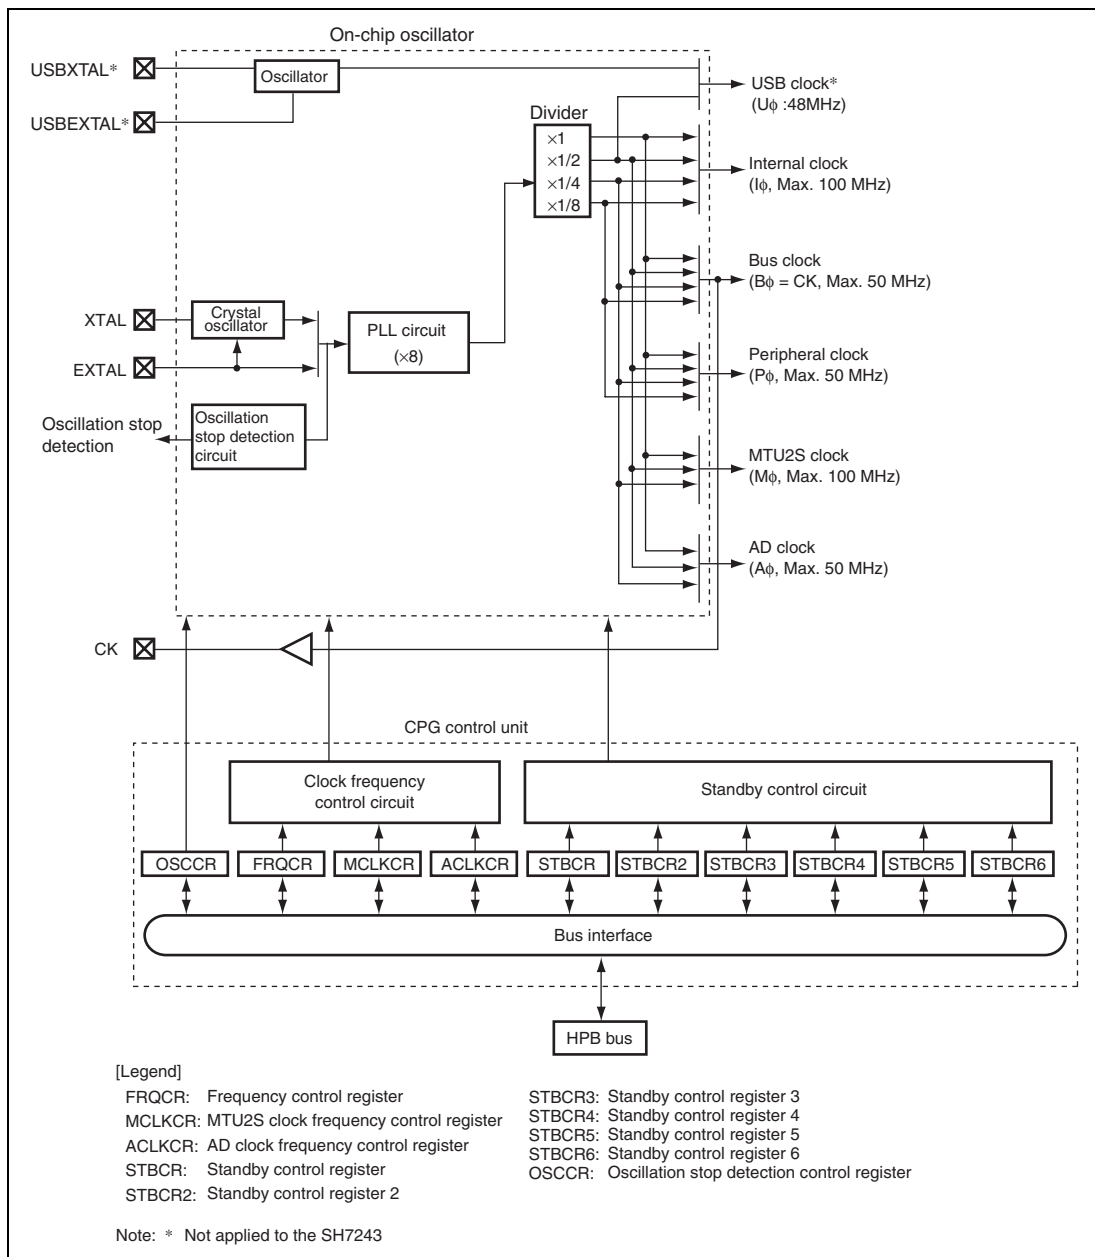 On-chip oscillator
USBXTAL*
Oscillator
USBEXTAL*
USB clock*
(Uϕ :48MHz)
Divider
×1
×1/2
×1/4
×1/8
Internal clock
(Iϕ, Max. 100 MHz)
Bus clock
(Bϕ = CK, Max. 50 MHz)
XTAL
Crystal
oscillator
PLL circuit
(×8)
EXTAL
Peripheral clock
(Pϕ, Max. 50 MHz)
Oscillation stop
detection
Oscillation
stop detection
circuit
MTU2S clock
(Mϕ, Max. 100 MHz)
AD clock
(Aϕ, Max. 50 MHz)
CK
CPG control unit
Clock frequency
control circuit
Standby control circuit
OSCCR
FRQCR
MCLKCR
ACLKCR
STBCR
STBCR2
STBCR3
STBCR4
STBCR5
STBCR6
Bus interface
HPB bus
[Legend]
FRQCR: Frequency control register
MCLKCR: MTU2S clock frequency control register
ACLKCR: AD clock frequency control register
STBCR: Standby control register
STBCR2: Standby control register 2
STBCR3: Standby control register 3
STBCR4: Standby control register 4
STBCR5: Standby control register 5
STBCR6: Standby control register 6
OSCCR: Oscillation stop detection control register
Note: * Not applied to the SH7243